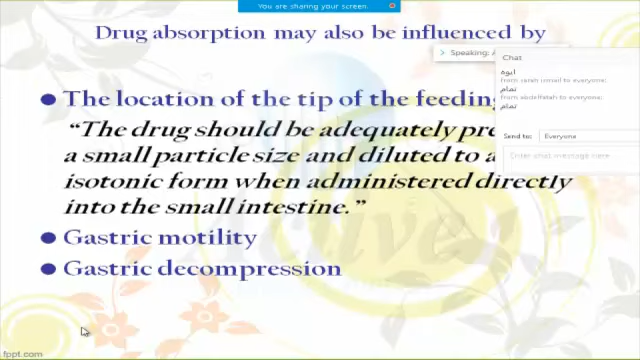 You are sharing your screen.
Drug absorption may also be influenced by
Speaking:
Chat
ايوه
From sarah ismail to everyone:
تمام
From abdelfatah to everyone:
تمام
Send to: Everyone
Enter chat message here
The location of the tip of the feeding
“The drug should be adequately pre
a small particle size and diluted to a
isotonic form when administered directly
into the small intestine.”
Gastric motility
Gastric decompression
fppt.com